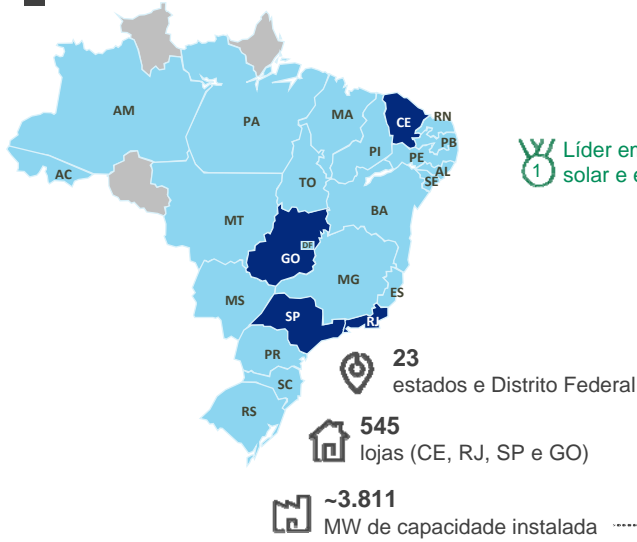 AM
PA
MA
CE
RN
PB
PI
PE
AL
SE
AC
TO
BA
MT
DF
GO
MG
ES
MS
SP
RJ
PR
SC
RS
1
Líder em
solar e e
23
estados e Distrito Federal
545
lojas (CE, RJ, SP e GO)
~3.811
MW de capacidade instalada